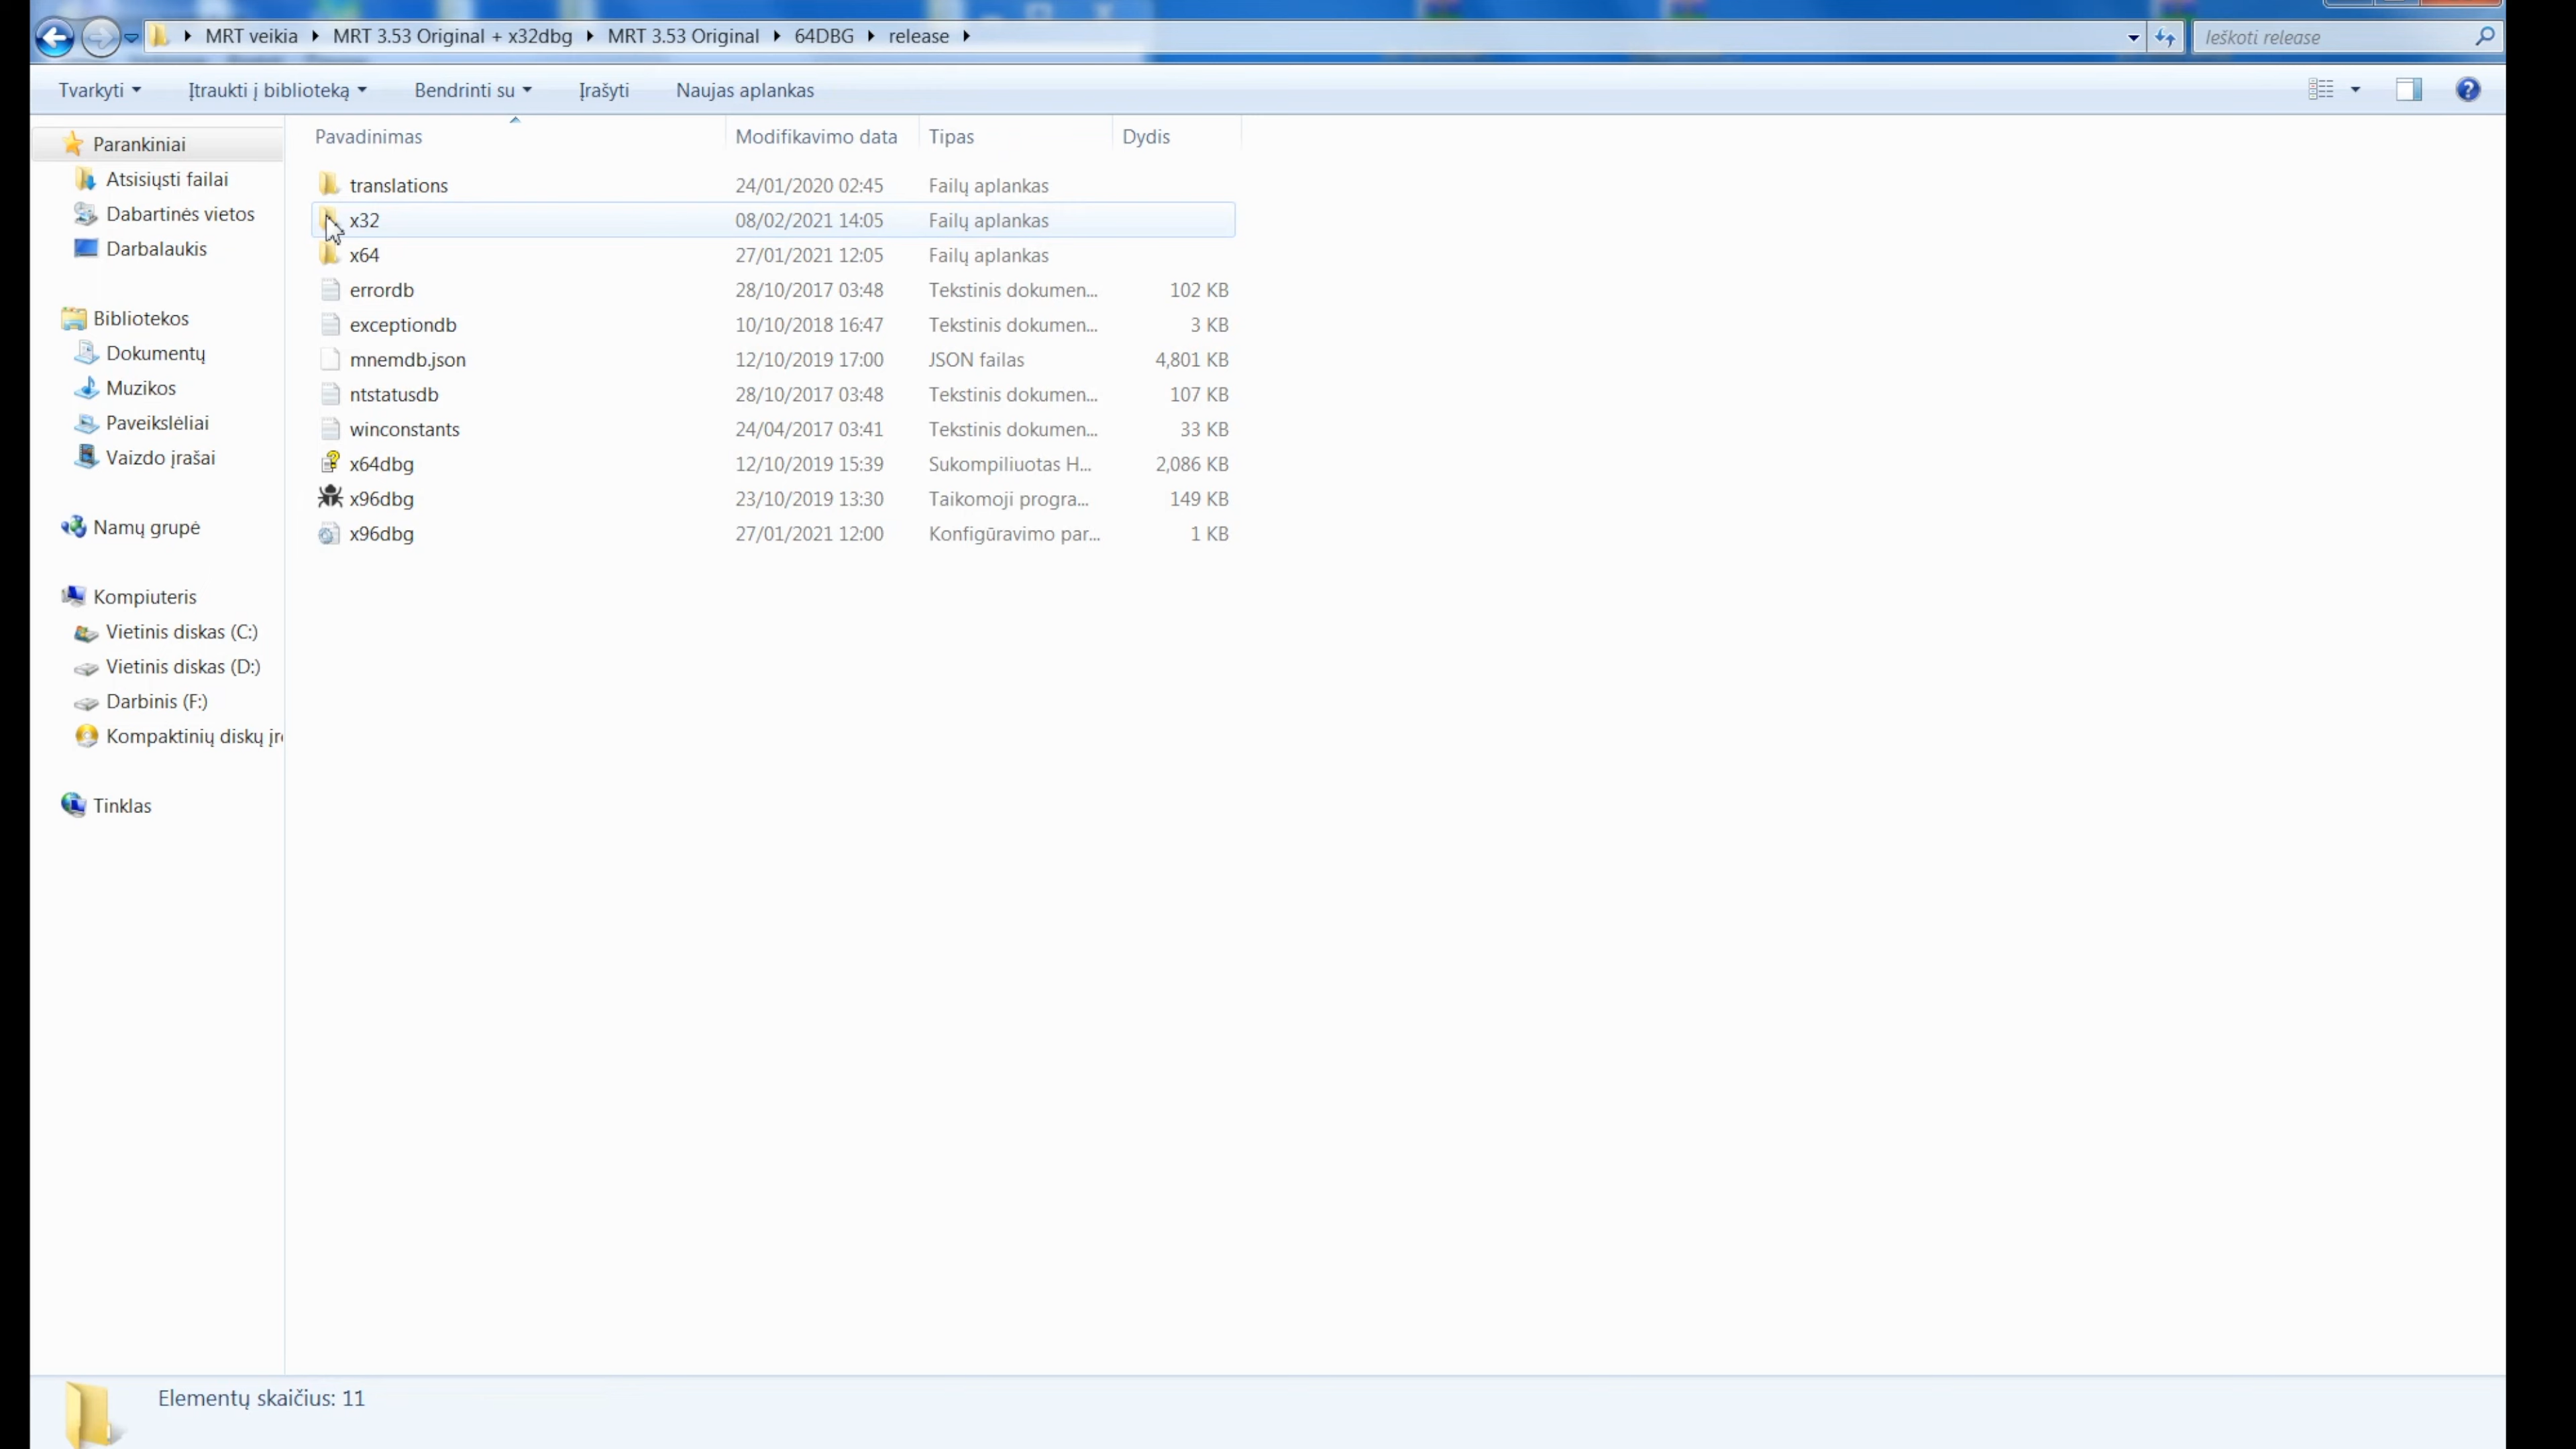 MRT veikia MRT 3.53 Original + x32dbg MRT 3.53 Original 64DBG release
Ieškoti release
Tvarkyti Įtraukti į biblioteką Bendrinti su Įrašyti Naujas aplankas
Pavadinimas Modifikavimo data Tipas Dydis
Parankiniai
Atsisiųsti failai
Dabartinės vietos
Darbalaukis
Bibliotekos
Dokumentų
Muzikos
Paveikslėliai
Vaizdo įrašai
Namų grupė
Kompiuteris
Vietinis diskas (C:)
Vietinis diskas (D:)
Darbinis (F:)
Kompaktinių diskų įr
Tinklas
translations 24/01/2020 02:45 Failų aplankas
x32 08/02/2021 14:05 Failų aplankas
x64 27/01/2021 12:05 Failų aplankas
errordb 28/10/2017 03:48 Tekstinis dokumen... 102 KB
exceptiondb 10/10/2018 16:47 Tekstinis dokumen... 3 KB
mnemdb.json 12/10/2019 17:00 JSON failas 4,801 KB
ntstatusdb 28/10/2017 03:48 Tekstinis dokumen... 107 KB
winconstants 24/04/2017 03:41 Tekstinis dokumen... 33 KB
x64dbg 12/10/2019 15:39 Sukompiliuotas H... 2,086 KB
x96dbg 23/10/2019 13:30 Taikomoji progra... 149 KB
x96dbg 27/01/2021 12:00 Konfigūravimo par... 1 KB
Elementų skaičius: 11